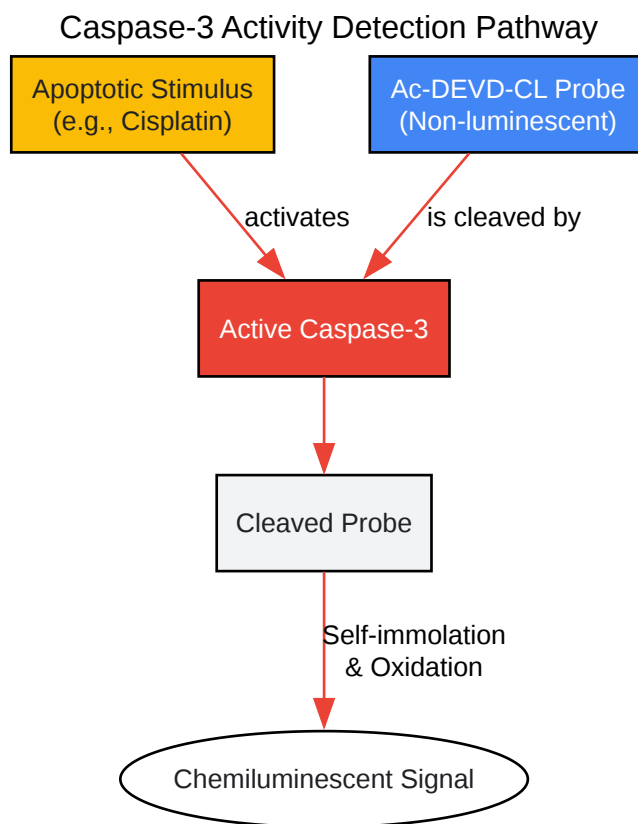 Caspase-3 Activity Detection Pathway
Apoptotic Stimulus
(e.g., Cisplatin)
Ac-DEVD-CL Probe
(Non-luminescent)
activates
is cleaved by
Active Caspase-3
Cleaved Probe
Self-immolation
& Oxidation
Chemiluminescent Signal